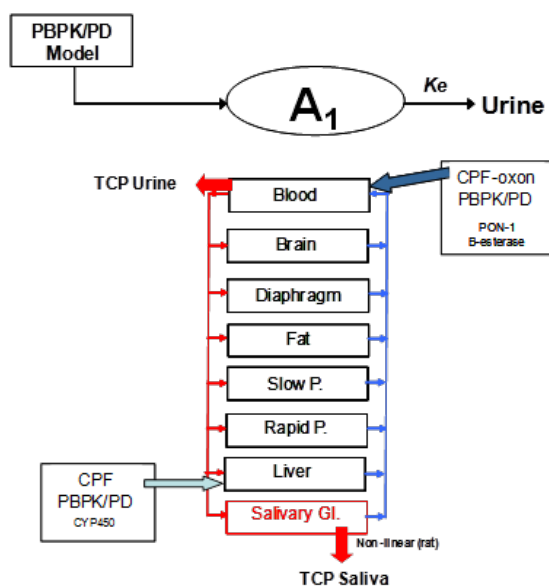 PBPK/PD
Model
A1
Ke
Urine
TCP Urine
Blood
CPF-oxon
PBPK/PD
PON-1
B-esterase
Brain
Diaphragm
Fat
Slow P.
Rapid P.
Liver
CPF
PBPK/PD
CYP450
Salivary Gl.
Non-linear (rat)
TCP Saliva